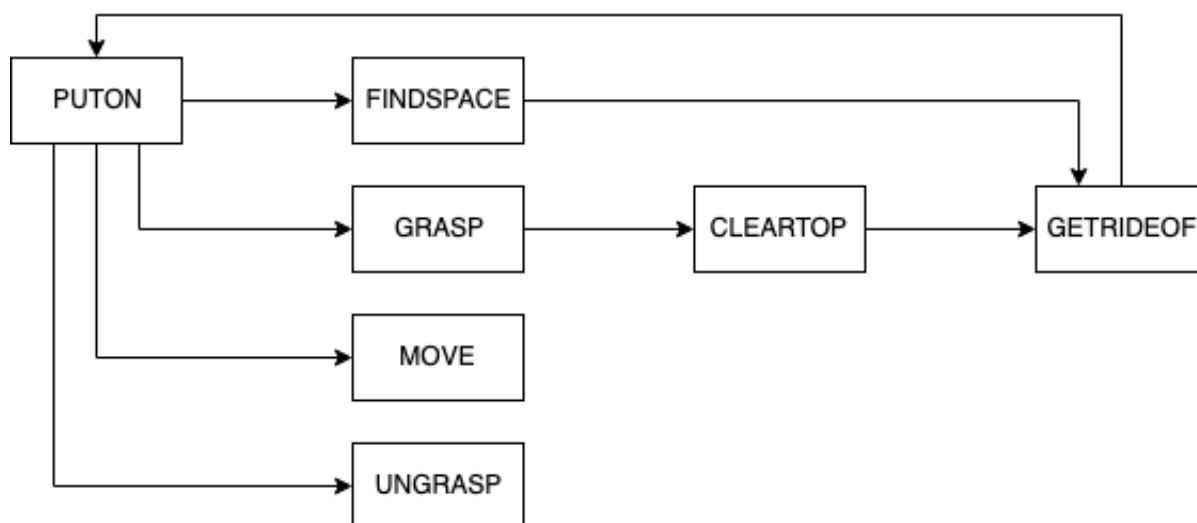 PUTON
FINDSPACE
GRASP
CLEARTOP
GETRIDEOF
MOVE
UNGRASP